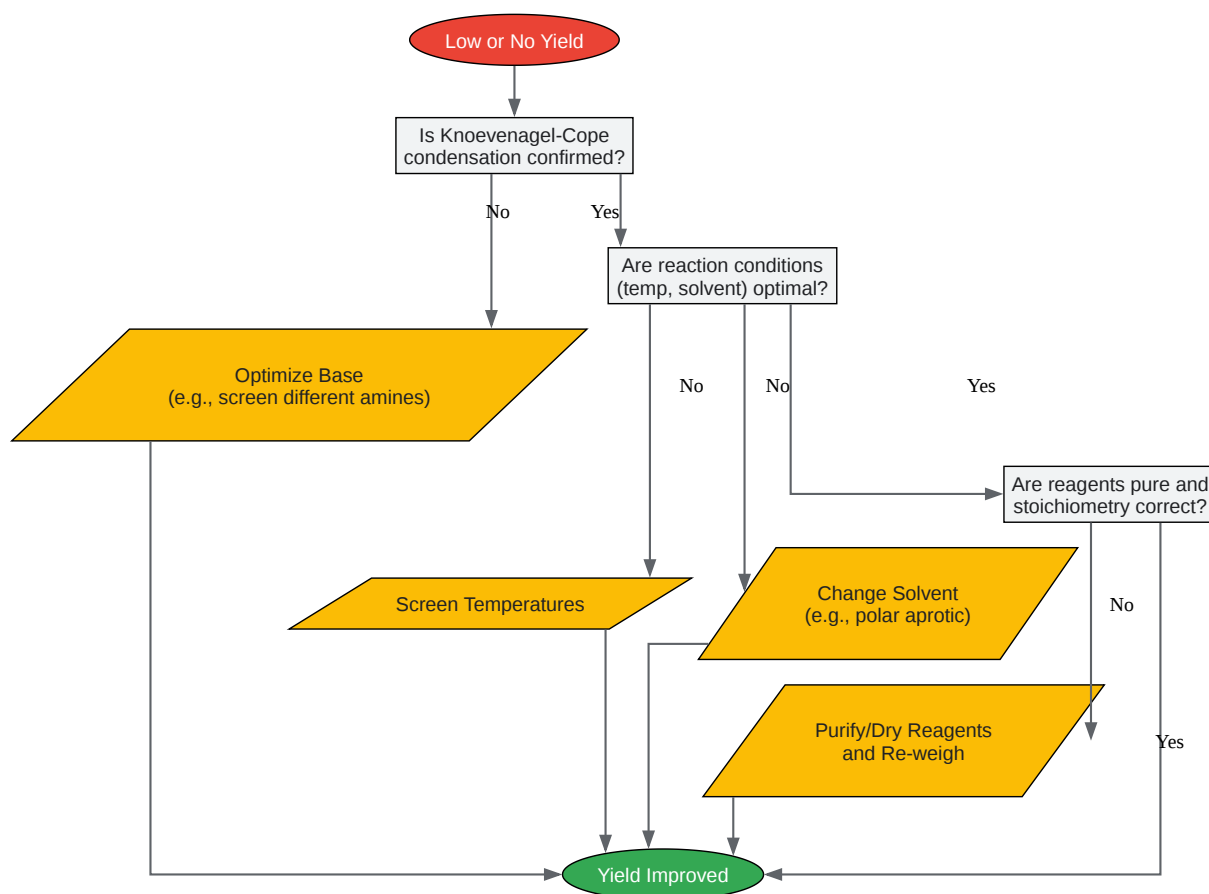 Low or No Yield
Is Knoevenagel-Cope
condensation confirmed?
No
Yes
Are reaction conditions
(temp, solvent) optimal?
Optimize Base
(e.g., screen different amines)
No
No
Yes
Are reagents pure and
stoichiometry correct?
Screen Temperatures
Change Solvent
(e.g., polar aprotic)
No
Purify/Dry Reagents
and Re-weigh
Yes
Yield Improved